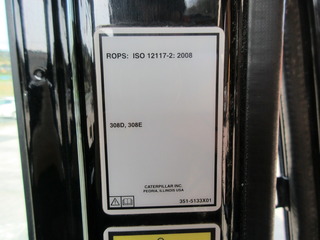 ROPS: ISO 12117-2: 2008
308D, 308E
CATERPILLAR INC.
PEORIA, ILLINOIS USA
351-5133X01